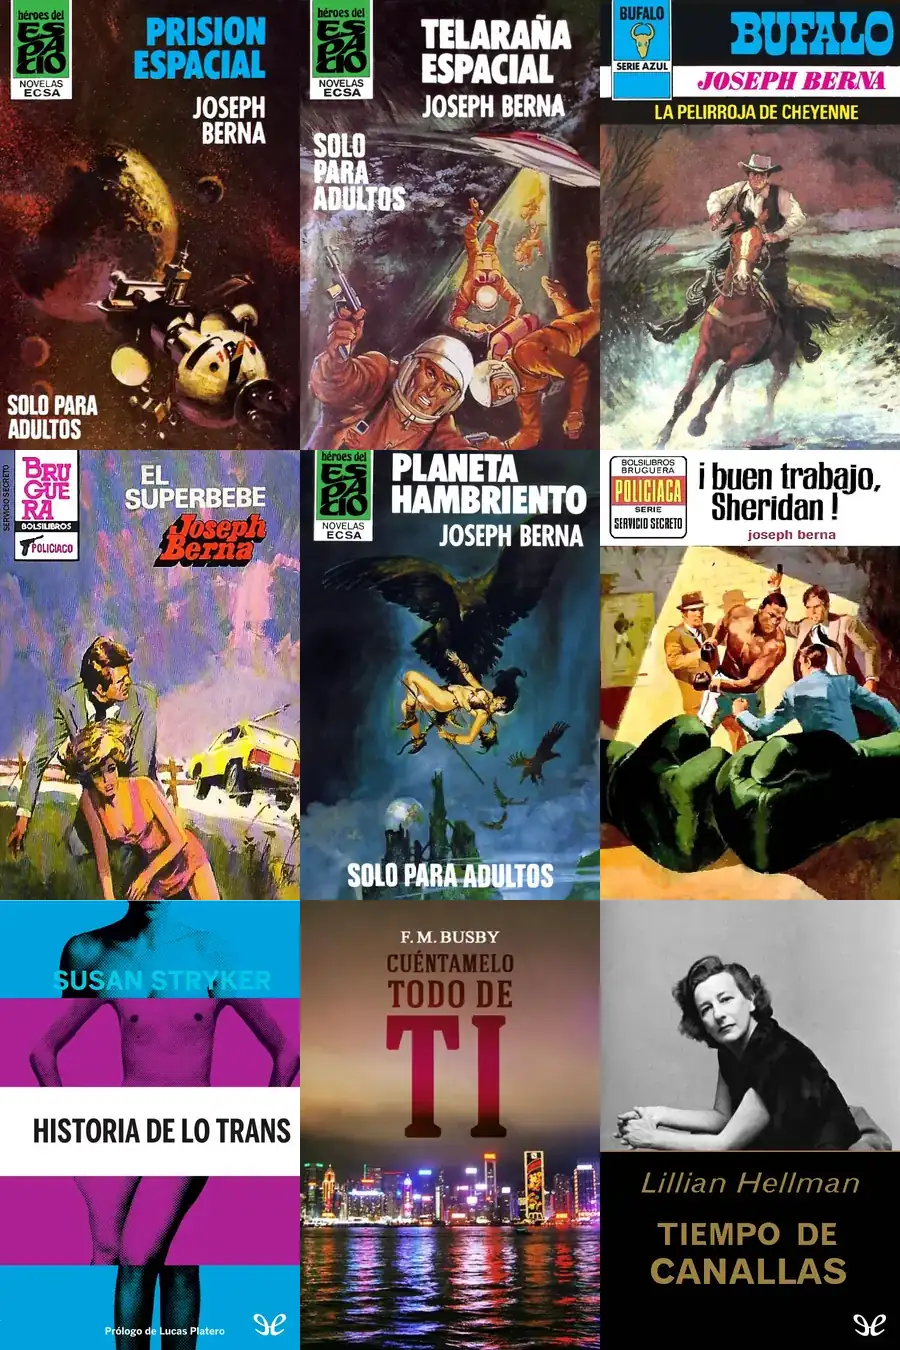 héroes del
ESPACIO
NOVELAS
ECSA
PRISION
ESPACIAL
JOSEPH
BERNA
SOLO PARA
ADULTOS
héroes del
ESPACIO
NOVELAS
ECSA
TELARAÑA
ESPACIAL
JOSEPH BERNA
SOLO
PARA
ADULTOS
BUFALO
SERIE AZUL
BUFALO
JOSEPH BERNA
LA PELIRROJA DE CHEYENNE
SERVICIO SECRETO
BRU
GUE
RA
BOLSILIBROS
POLICIACO
EL
SUPERBEBE
Joseph
Berna
héroes del
ESPACIO
NOVELAS
ECSA
PLANETA
HAMBRIENTO
JOSEPH BERNA
SOLO PARA ADULTOS
BOLSILIBROS
BRUGUERA
POLICIACA
SERIE
SERVICIO SECRETO
¡buen trabajo,
Sheridan!
joseph berna
SUSAN STRYKER
HISTORIA DE LO TRANS
Prólogo de Lucas Platero
F. M. BUSBY
CUÉNTAMELO
TODO DE
TI
Lillian Hellman
TIEMPO DE
CANALLAS